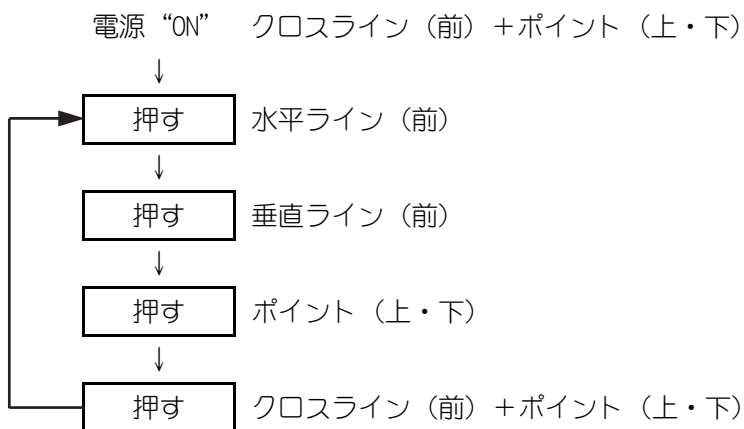 電源“ON” クロスライン（前）＋ポイント（上・下）
↓
押す 水平ライン（前）
↓
押す 垂直ライン（前）
↓
押す ポイント（上・下）
↓
押す クロスライン（前）＋ポイント（上・下）